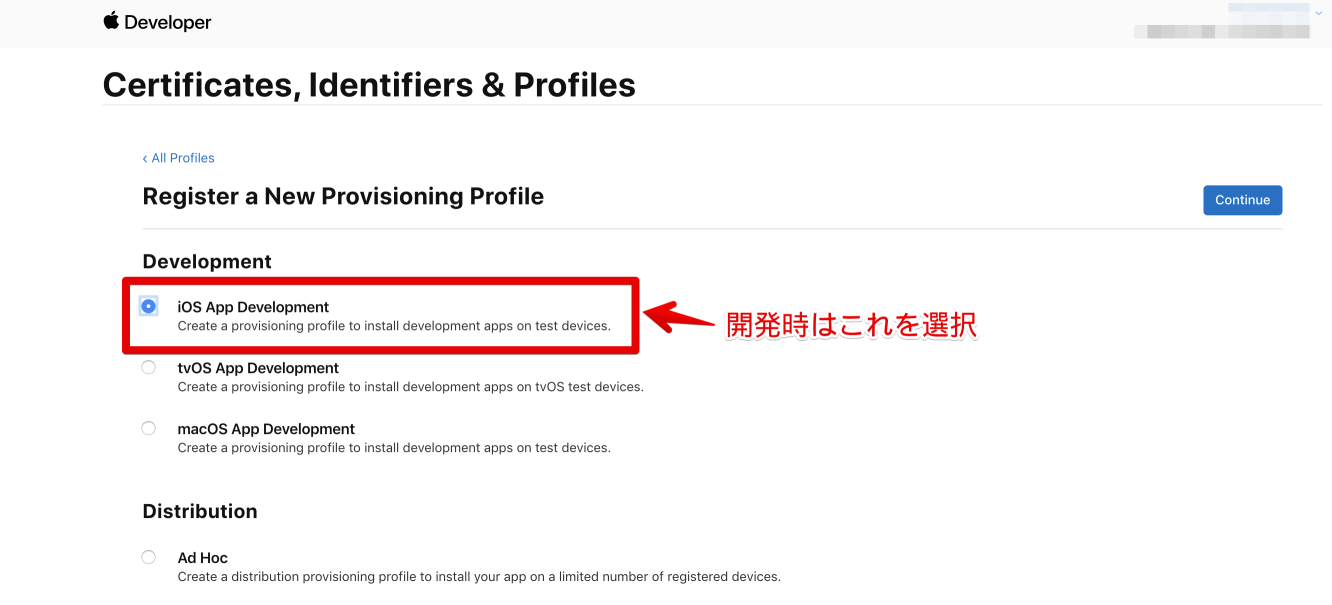 Developer
Certificates, Identifiers & Profiles
‹ All Profiles
Register a New Provisioning Profile
Continue
Development
iOS App Development
Create a provisioning profile to install development apps on test devices.
開発時はこれを選択
tvOS App Development
Create a provisioning profile to install development apps on tvOS test devices.
macOS App Development
Create a provisioning profile to install development apps on test devices.
Distribution
Ad Hoc
Create a distribution provisioning profile to install your app on a limited number of registered devices.